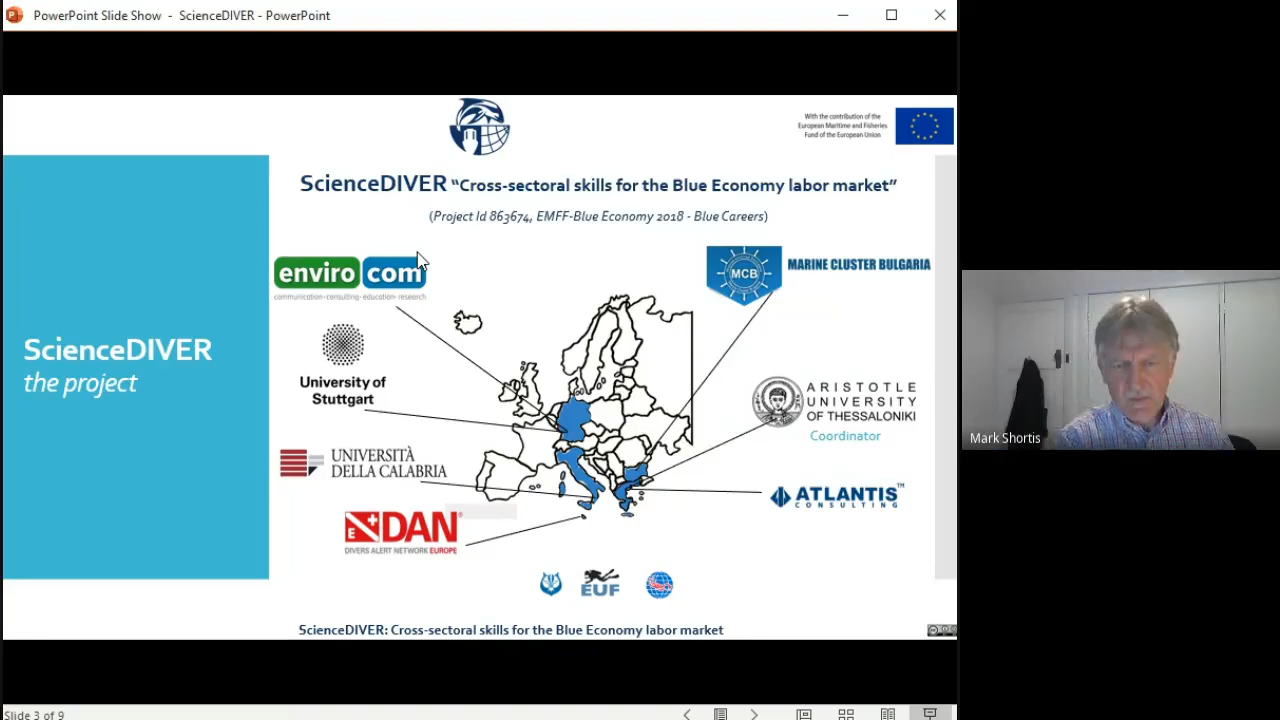 PowerPoint Slide Show - ScienceDIVER - PowerPoint
With the contribution of the
European Maritime and Fisheries
Fund of the European Union
ScienceDIVER "Cross-sectoral skills for the Blue Economy labor market"
(Project Id 863674, EMFF-Blue Economy 2018 - Blue Careers)
enviro com
communication-consulting-education-research
MCB
MARINE CLUSTER BULGARIA
University of
Stuttgart
ScienceDIVER
the project
ARISTOTLE
UNIVERSITY
OF THESSALONIKI
Coordinator
UNIVERSITÀ
DELLA CALABRIA
ATLANTIS™
CONSULTING
DAN®
DIVERS ALERT NETWORK EUROPE
EUF
ScienceDIVER: Cross-sectoral skills for the Blue Economy labor market
Mark Shortis
Slide 3 of 9